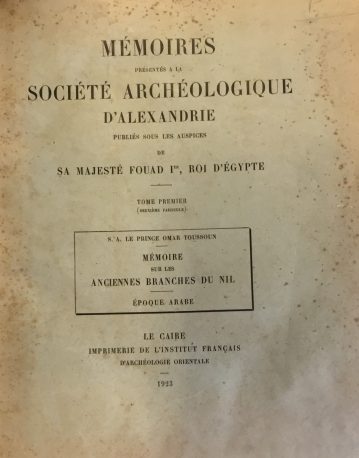 MÉMOIRES
PRÉSENTÉS À LA
SOCIÉTÉ ARCHÉOLOGIQUE
D'ALEXANDRIE
PUBLIÉS SOUS LES AUSPICES
DE
SA MAJESTÉ FOUAD Iᴱᴿ, ROI D'ÉGYPTE
TOME PREMIER
(DEUXIÈME FASCICULE)
S. A. LE PRINCE OMAR TOUSSOUN
MÉMOIRE
SUR LES
ANCIENNES BRANCHES DU NIL
ÉPOQUE ARABE
LE CAIRE
IMPRIMERIE DE L'INSTITUT FRANÇAIS
D'ARCHÉOLOGIE ORIENTALE
1923